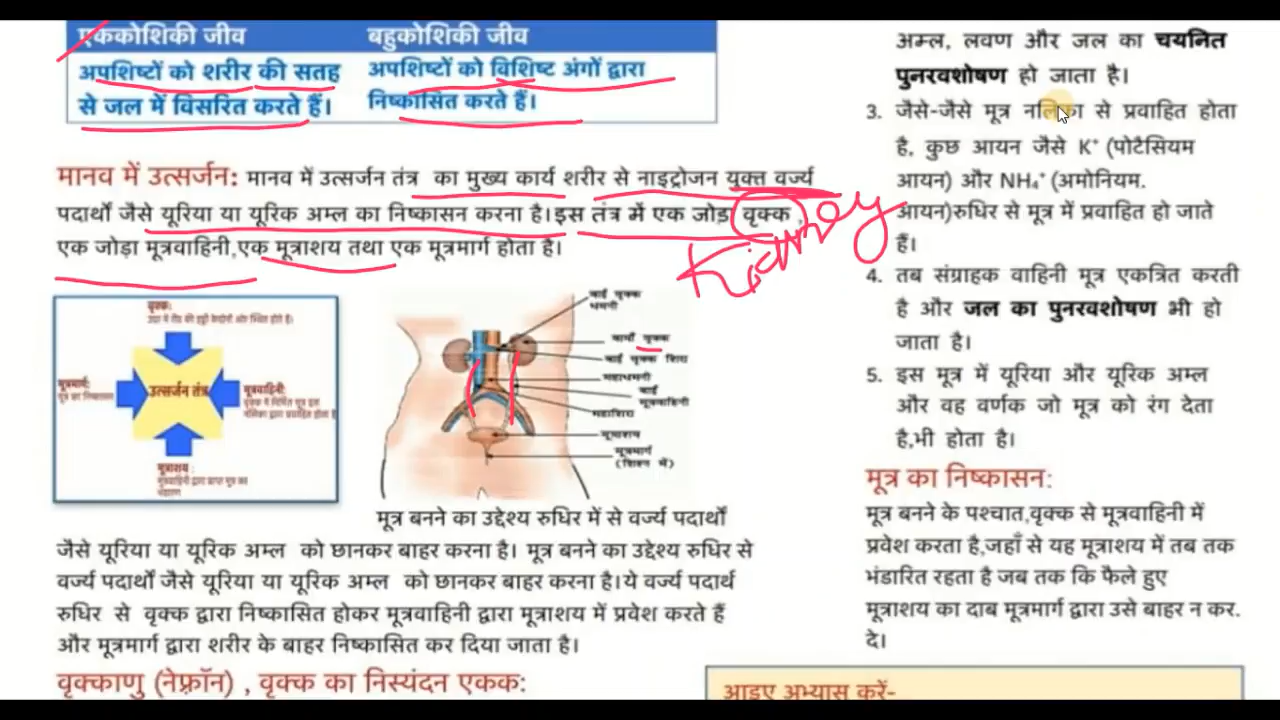 एककोशिकी जीव
बहुकोशिकी जीव
अपशिष्टों को शरीर की सतह
से जल में विसरित करते हैं।
अपशिष्टों को विशिष्ट अंगों द्वारा
निष्कासित करते हैं।
मानव में उत्सर्जन: मानव में उत्सर्जन तंत्र का मुख्य कार्य शरीर से नाइट्रोजन युक्त वर्ज्य
पदार्थों जैसे यूरिया या यूरिक अम्ल का निष्कासन करना है।इस तंत्र में एक जोड़ वृक्क ,
एक जोड़ा मूत्रवाहिनी,एक मूत्राशय तथा एक मूत्रमार्ग होता है।
Kidney
वृक्क:
उत्सर्जन तंत्र
मूत्रमार्ग:
मूत्र का निष्कासन
मूत्रवाहिनी:
वृक्क में निर्मित मूत्र इस
नलिका द्वारा प्रवाहित होता है
मूत्राशय :
मूत्रवाहिनी द्वारा प्राप्त मूत्र का
भंडारण
बाईं वृक्क
धमनी
बायाँ वृक्क
बाईं वृक्क शिरा
महाधमनी
बाईं
मूत्रवाहिनी
महाशिरा
मूत्राशय
मूत्रमार्ग
(शिश्न में)
मूत्र बनने का उद्देश्य रुधिर में से वर्ज्य पदार्थों
जैसे यूरिया या यूरिक अम्ल को छानकर बाहर करना है। मूत्र बनने का उद्देश्य रुधिर से
वर्ज्य पदार्थों जैसे यूरिया या यूरिक अम्ल को छानकर बाहर करना है।ये वर्ज्य पदार्थ
रुधिर से वृक्क द्वारा निष्कासित होकर मूत्रवाहिनी द्वारा मूत्राशय में प्रवेश करते हैं
और मूत्रमार्ग द्वारा शरीर के बाहर निष्कासित कर दिया जाता है।
वृक्काणु (नेफ्रॉन) , वृक्क का निस्यंदन एकक:
अम्ल, लवण और जल का चयनित
पुनरवशोषण हो जाता है।
3. जैसे-जैसे मूत्र नलिका से प्रवाहित होता
है, कुछ आयन जैसे K⁺ (पोटैसियम
आयन) और NH₄⁺ (अमोनियम.
आयन)रुधिर से मूत्र में प्रवाहित हो जाते
हैं।
4. तब संग्राहक वाहिनी मूत्र एकत्रित करती
है और जल का पुनरवशोषण भी हो
जाता है।
5. इस मूत्र में यूरिया और यूरिक अम्ल
और वह वर्णक जो मूत्र को रंग देता
है,भी होता है।
मूत्र का निष्कासन:
मूत्र बनने के पश्चात,वृक्क से मूत्रवाहिनी में
प्रवेश करता है,जहाँ से यह मूत्राशय में तब तक
भंडारित रहता है जब तक कि फैले हुए
मूत्राशय का दाब मूत्रमार्ग द्वारा उसे बाहर न कर.
दे।
आइए अभ्यास करें-